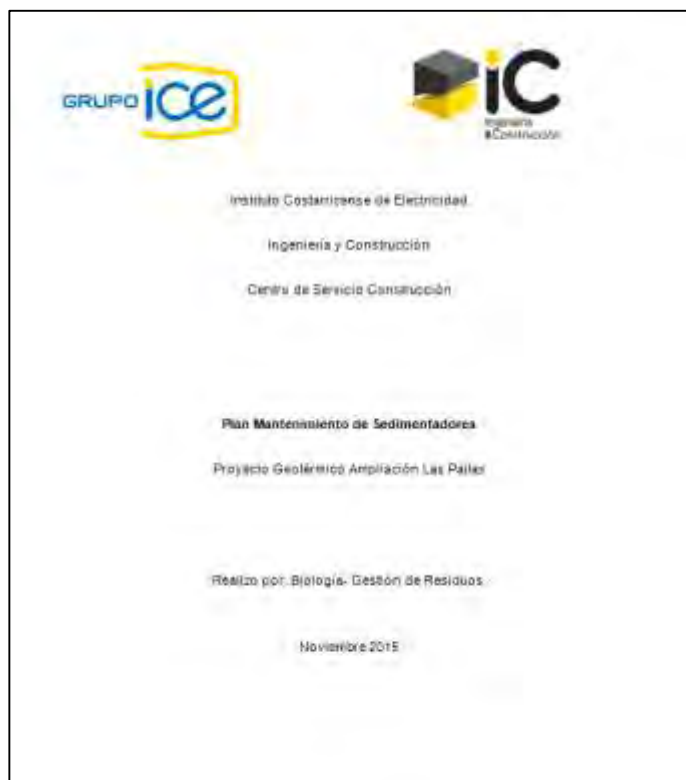 GRUPO ice
iC
Ingeniería
&Construcción
Instituto Costarricense de Electricidad
Ingeniería y Construcción
Centro de Servicio Construcción
Plan Mantenimiento de Sedimentadores
Proyecto Geotérmico Ampliación Las Pailas
Realizo por: Biología- Gestión de Residuos
Noviembre 2015